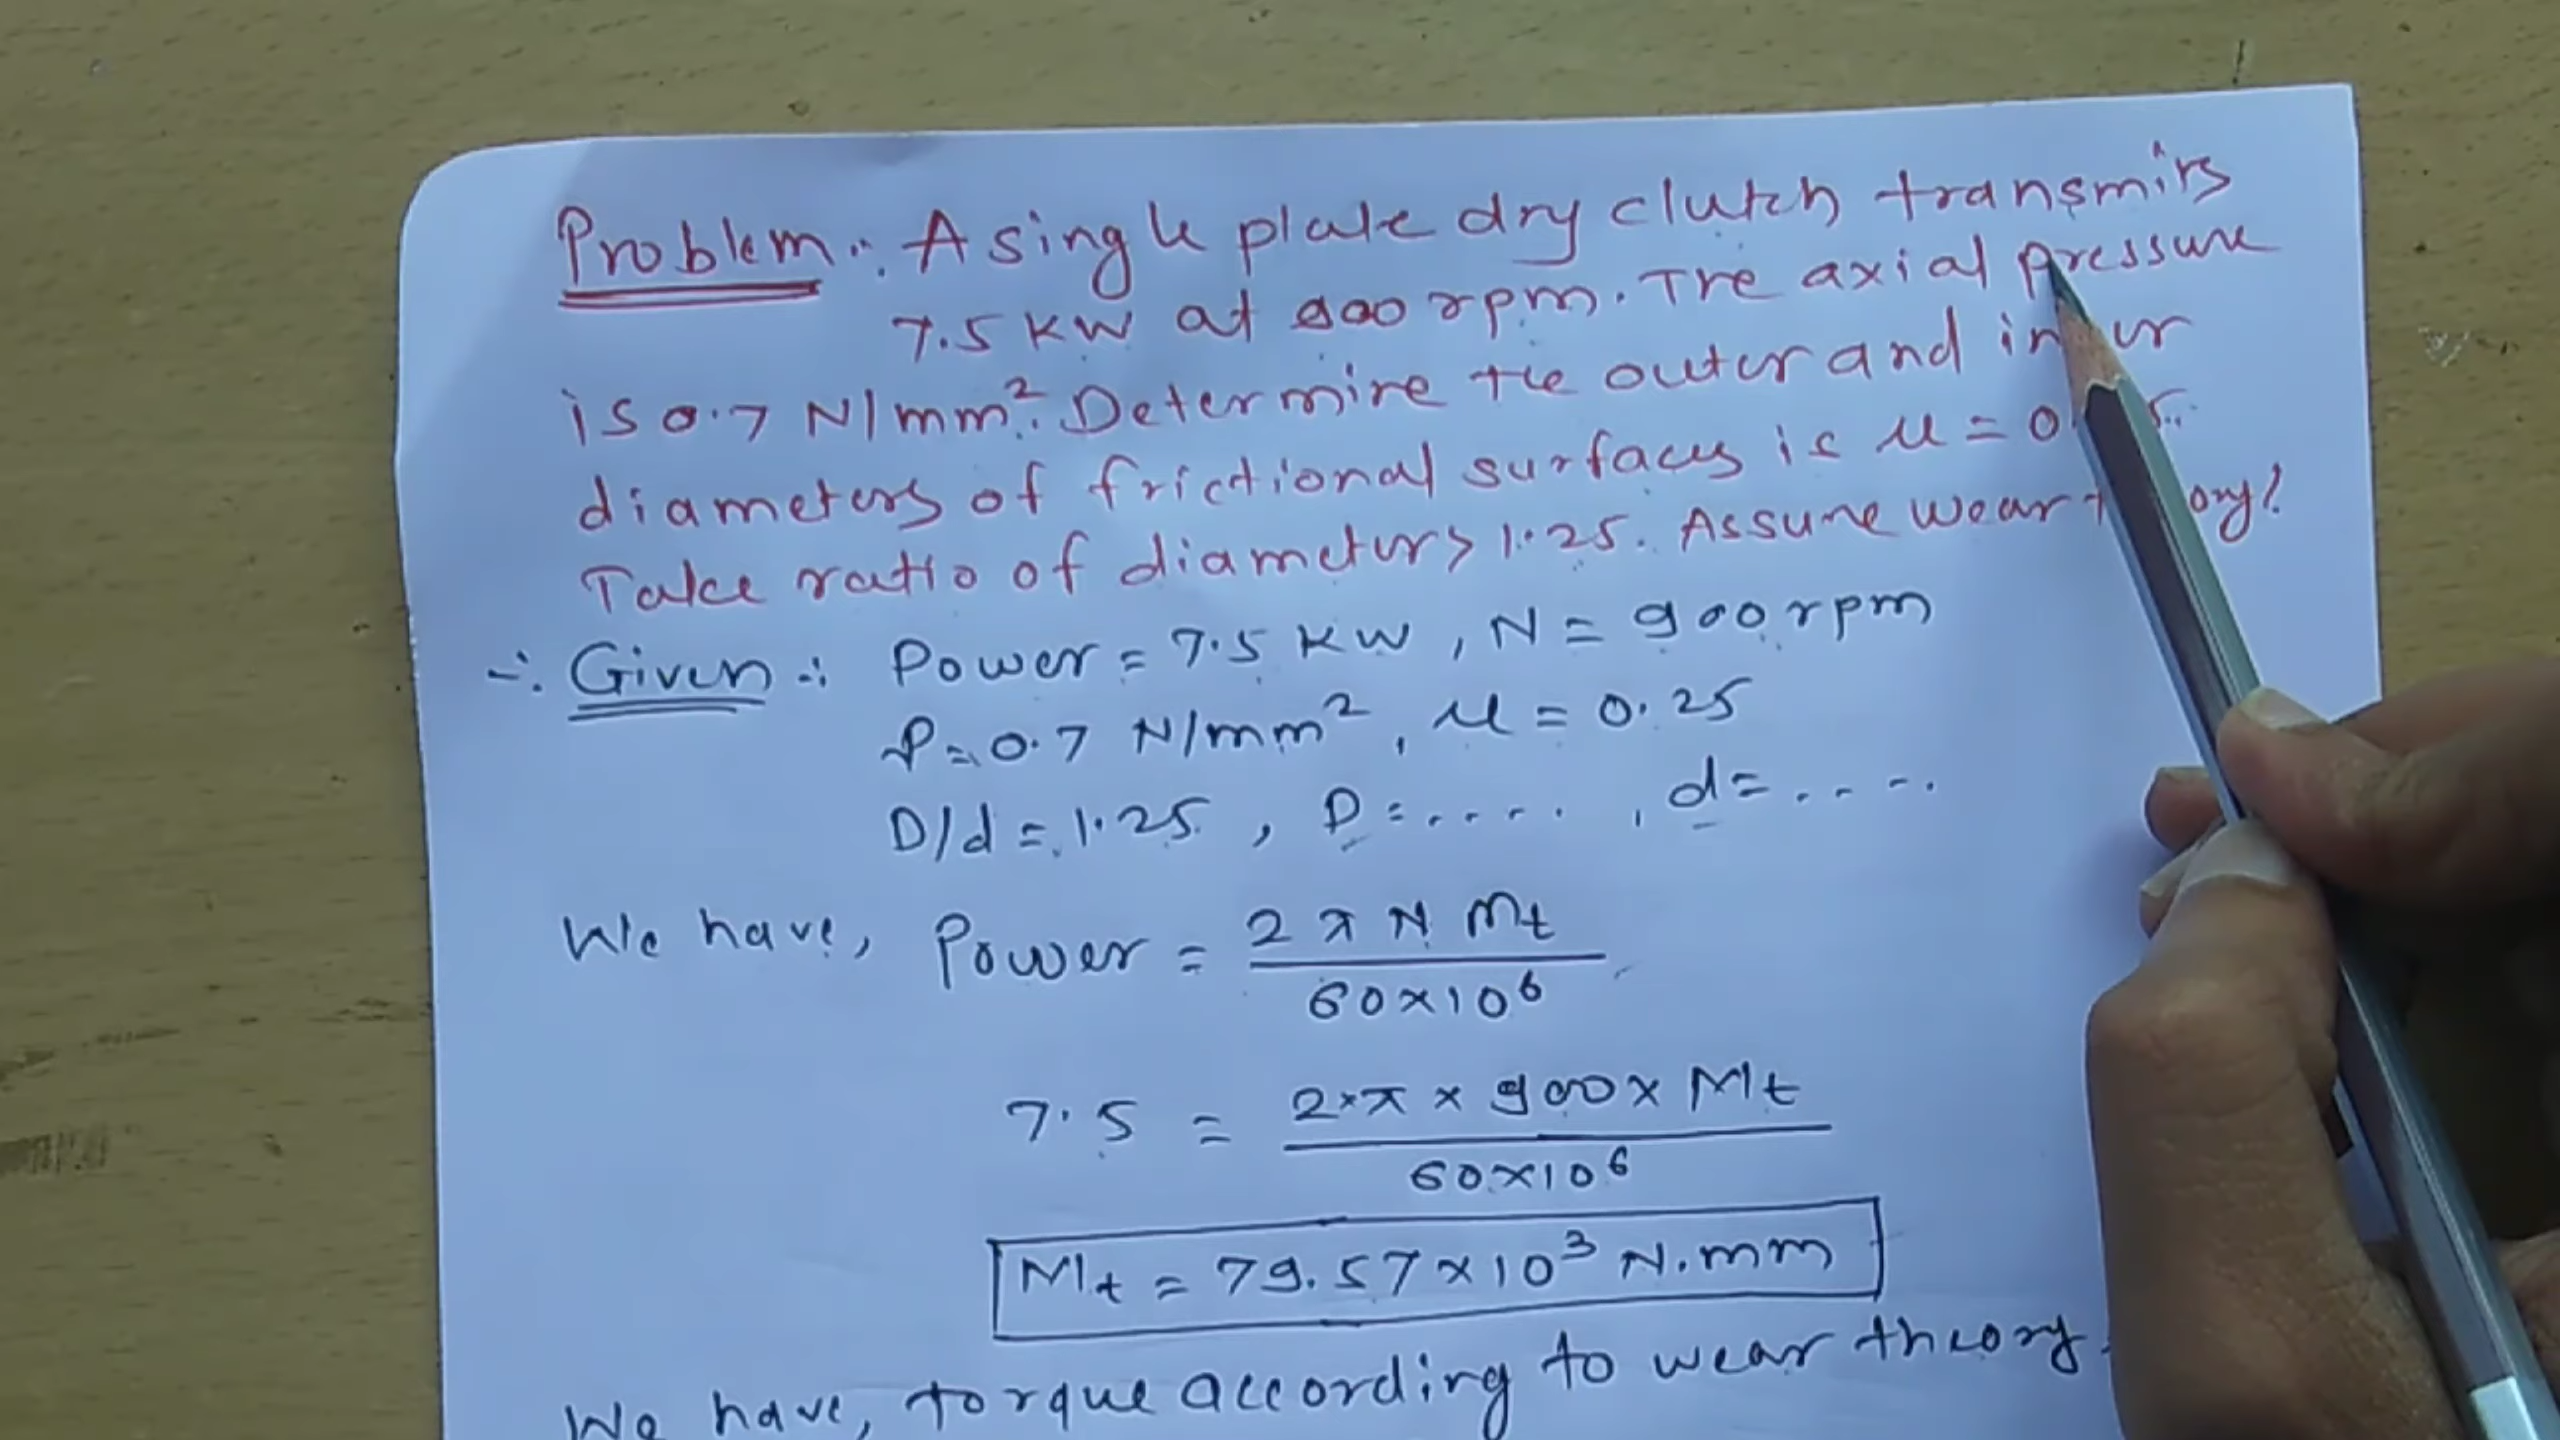 Problem:. A single plate dry clutch transmits
7.5 KW at 900 rpm. The axial pressure
is 0.7 N/mm². Determine the outer and
diameters of frictional surfaces is μ = 0
Take ratio of diameters 1.25. Assume wear
∴ Given ∴ Power = 7.5 KW , N = 900 rpm
P = 0.7 N/mm² , μ = 0.25
D/d = 1.25 , D = .... , d = ....
We have, Power = 2 π N Mt
60×10⁶
7.5 = 2×π×900×Mt
60×10⁶
Mt = 79.57×10³ N.mm
We have, torque according to wear theory.